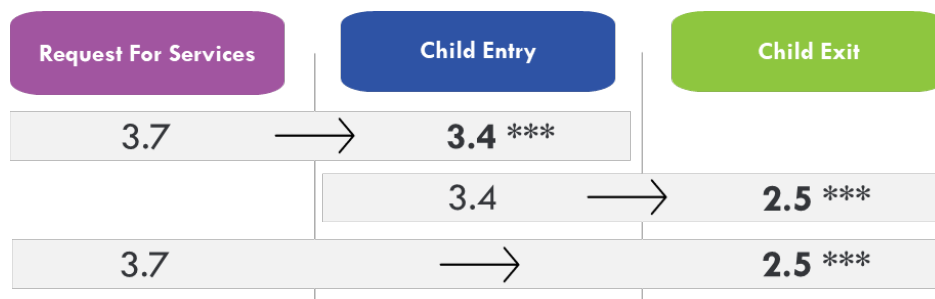 Request For Services Child Entry Child Exit
3.7 → 3.4 ***
3.4 → 2.5 ***
3.7 → 2.5 ***